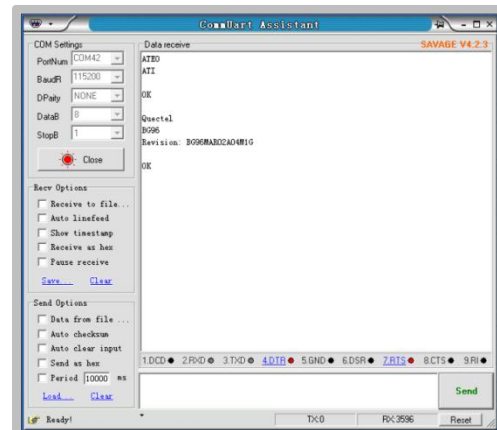 CommUart Assistant
COM Settings
PortNum COM42
BaudR 115200
DPaity NONE
DataB 8
StopB 1
Close
Recv Options
Receive to file...
Auto linefeed
Show timestamp
Receive as hex
Pause receive
Save... Clear
Send Options
Data from file ...
Auto checksum
Auto clear input
Send as hex
Period 10000 ms
Load... Clear
Data receive SAVAGE V4.2.3
ATE0
ATI
OK
Quectel
BG96
Revision: BG96MAR02A04M1G
OK
1.DCD 2.RXD 3.TXD 4.DTR 5.GND 6.DSR 7.RTS 8.CTS 9.RI
Send
Ready! TX:0 RX:3596 Reset